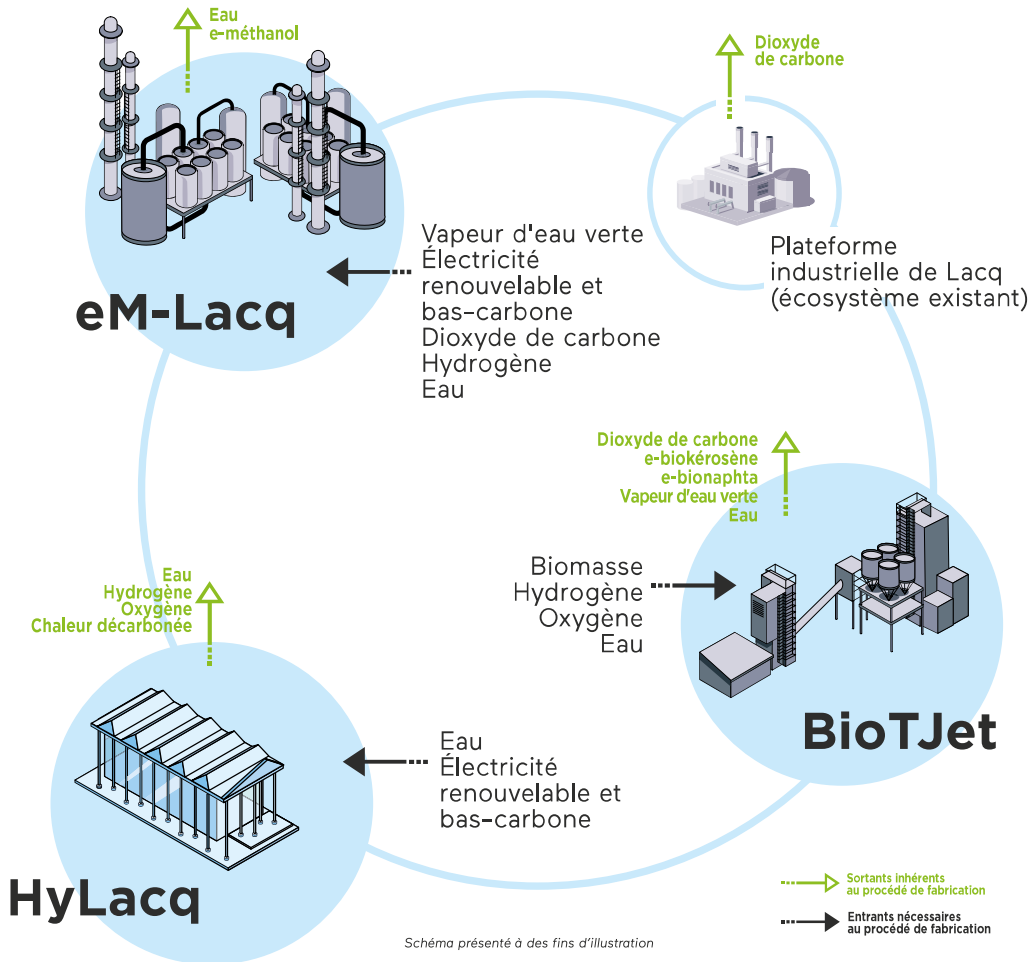 Eau
e-méthanol
Dioxyde
de carbone
Vapeur d'eau verte
Électricité
renouvelable et
bas-carbone
Dioxyde de carbone
Hydrogène
Eau
eM-Lacq
Plateforme
industrielle de Lacq
(écosystème existant)
Dioxyde de carbone
e-biokérosène
e-bionaphta
Vapeur d'eau verte
Eau
Biomasse
Hydrogène
Oxygène
Eau
BioTJet
Eau
Hydrogène
Oxygène
Chaleur décarbonée
Eau
Électricité
renouvelable et
bas-carbone
HyLacq
Sortants inhérents
au procédé de fabrication
Entrants nécessaires
au procédé de fabrication
Schéma présenté à des fins d'illustration